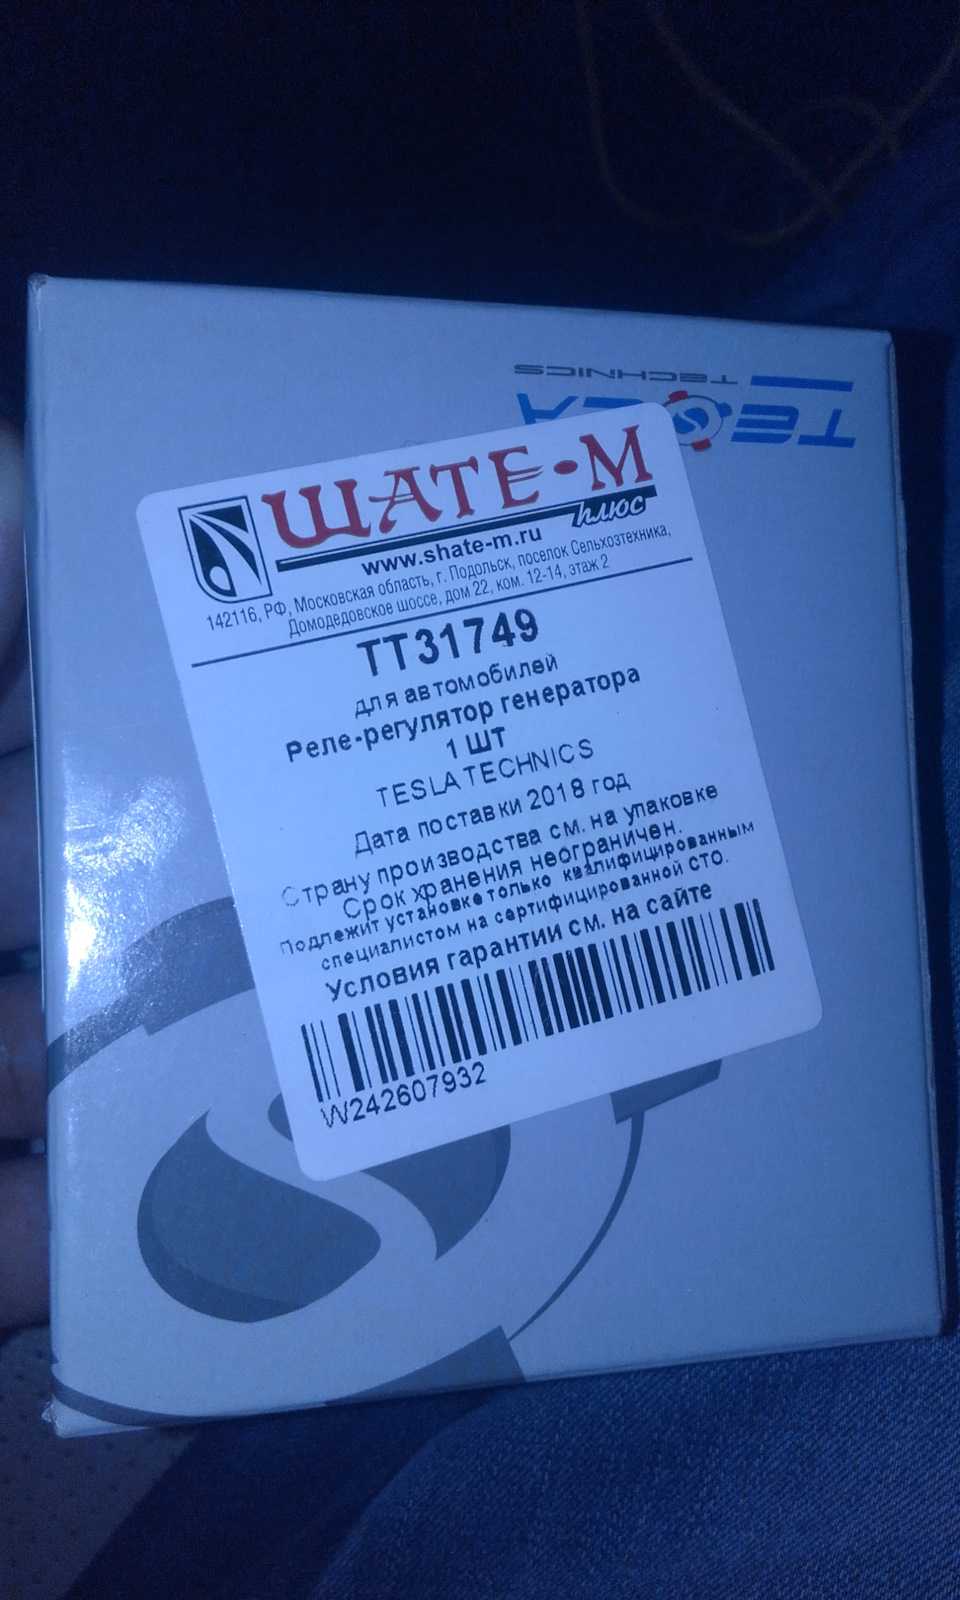 TESLA
TECHNICS
ШАТЕ-М
плюс
www.shate-m.ru
142116, РФ, Московская область, г. Подольск, поселок Сельхозтехника,
Домодедовское шоссе, дом 22, ком. 12-14, этаж 2
TT31749
для автомобилей
Реле-регулятор генератора
1 ШТ
TESLA TECHNICS
Дата поставки 2018 год
Страну производства см. на упаковке
Срок хранения неограничен.
Подлежит установке только квалифицированным
специалистом на сертифицированной сто.
Условия гарантии см. на сайте
W242607932